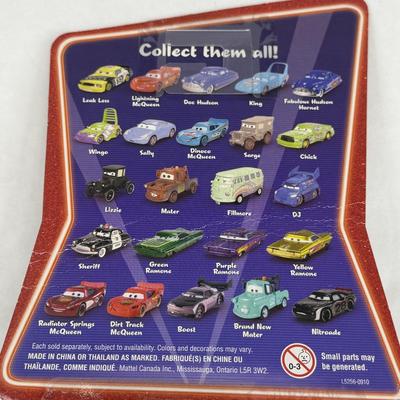 Collect them all!
Leak Less Lightning McQueen Doc Hudson King Fabulous Hudson Hornet
Wingo Sally Dinoco McQueen Sarge Chick
Lizzie Mater Fillmore DJ
Sheriff Green Ramone Purple Ramone Yellow Ramone
Radiator Springs McQueen Dirt Track McQueen Boost Brand New Mater Nitroade
Each sold separately, subject to availability. Colors and decorations may vary.
MADE IN CHINA OR THAILAND AS MARKED. FABRIQUÉ(S) EN CHINE OU
THAÏLANDE, COMME INDIQUÉ. Mattel Canada Inc., Mississauga, Ontario L5R 3W2.
0-3
Small parts may
be generated.
L5256-0910